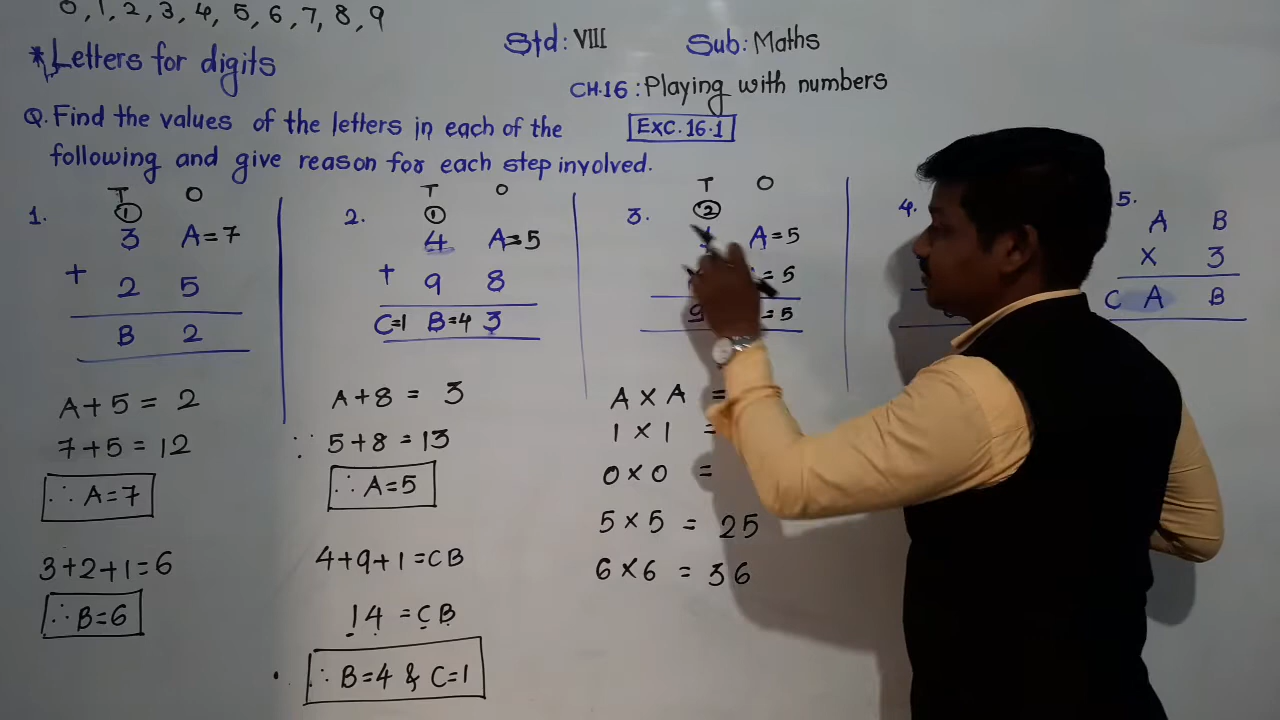 0, 1, 2, 3, 4, 5, 6, 7, 8, 9
* Letters for digits
Std: VIII Sub: Maths
CH.16 : Playing with numbers
Exc. 16.1
Q. Find the values of the letters in each of the
following and give reason for each step involved.
1.
T O
1
3 A = 7
+ 2 5
B 2
A + 5 = 2
7 + 5 = 12
∴ A = 7
3 + 2 + 1 = 6
∴ B = 6
2.
T O
1
4 A = 5
+ 9 8
C = 1 B = 4 3
A + 8 = 3
∵ 5 + 8 = 13
∴ A = 5
4 + 9 + 1 = CB
14 = CB
∴ B = 4 & C = 1
3.
T O
2
A = 5
= 5
9 = 5
A × A =
1 × 1 =
0 × 0 =
5 × 5 = 25
6 × 6 = 36
4.
5.
A B
× 3
C A B